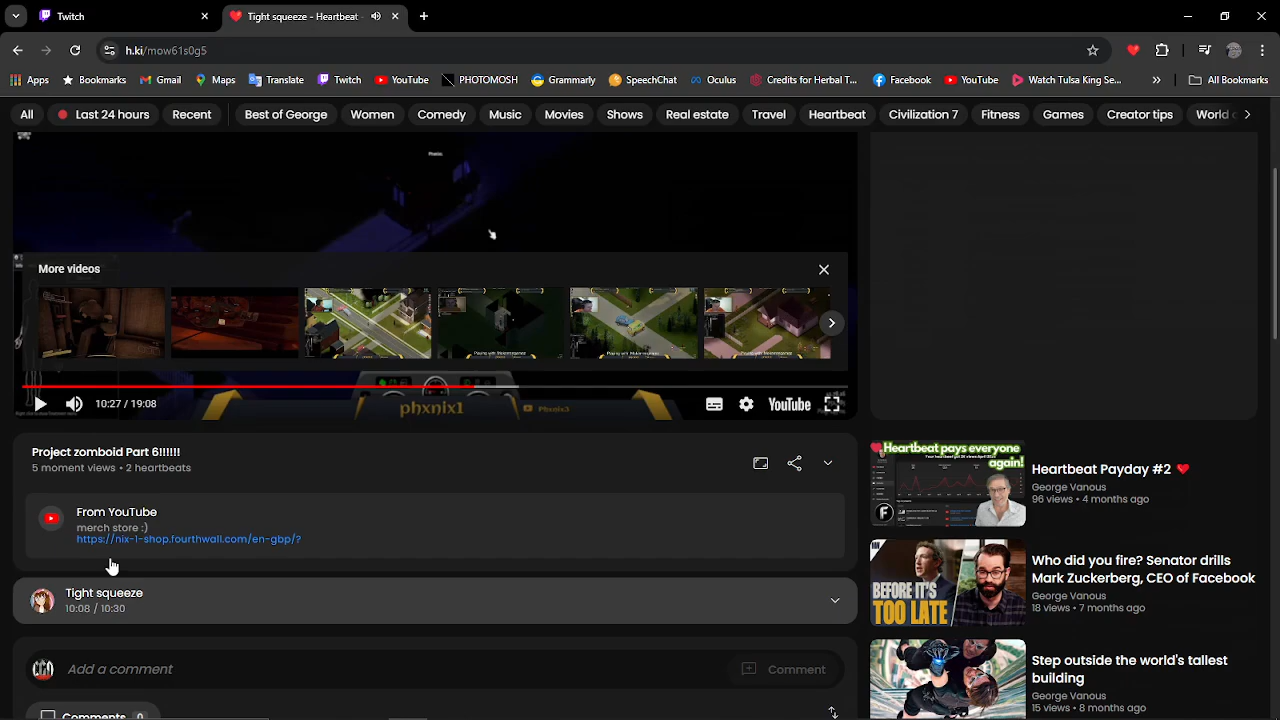 Twitch
Tight squeeze - Heartbeat
h.ki/mow61s0g5
Apps
Bookmarks
Gmail
Maps
Translate
Twitch
YouTube
PHOTOMOSH
Grammarly
SpeechChat
Oculus
Credits for Herbal T...
Facebook
YouTube
Watch Tulsa King Se...
All Bookmarks
All
Last 24 hours
Recent
Best of George
Women
Comedy
Music
Movies
Shows
Real estate
Travel
Heartbeat
Civilization 7
Fitness
Games
Creator tips
World
More videos
10:27 / 19:08
phxnix1
Phxnix3
YouTube
Project zomboid Part 6!!!!!!
5 moment views • 2 heartbeats
From YouTube
merch store :)
https://nix-1-shop.fourthwall.com/en-gbp/?
Tight squeeze
10:08 / 10:30
Add a comment
Comment
Comments 0
Heartbeat pays everyone
again!
Heartbeat Payday #2
George Vanous
96 views • 4 months ago
BEFORE IT'S
TOO LATE
Who did you fire? Senator drills
Mark Zuckerberg, CEO of Facebook
George Vanous
18 views • 7 months ago
Step outside the world's tallest
building
George Vanous
15 views • 8 months ago